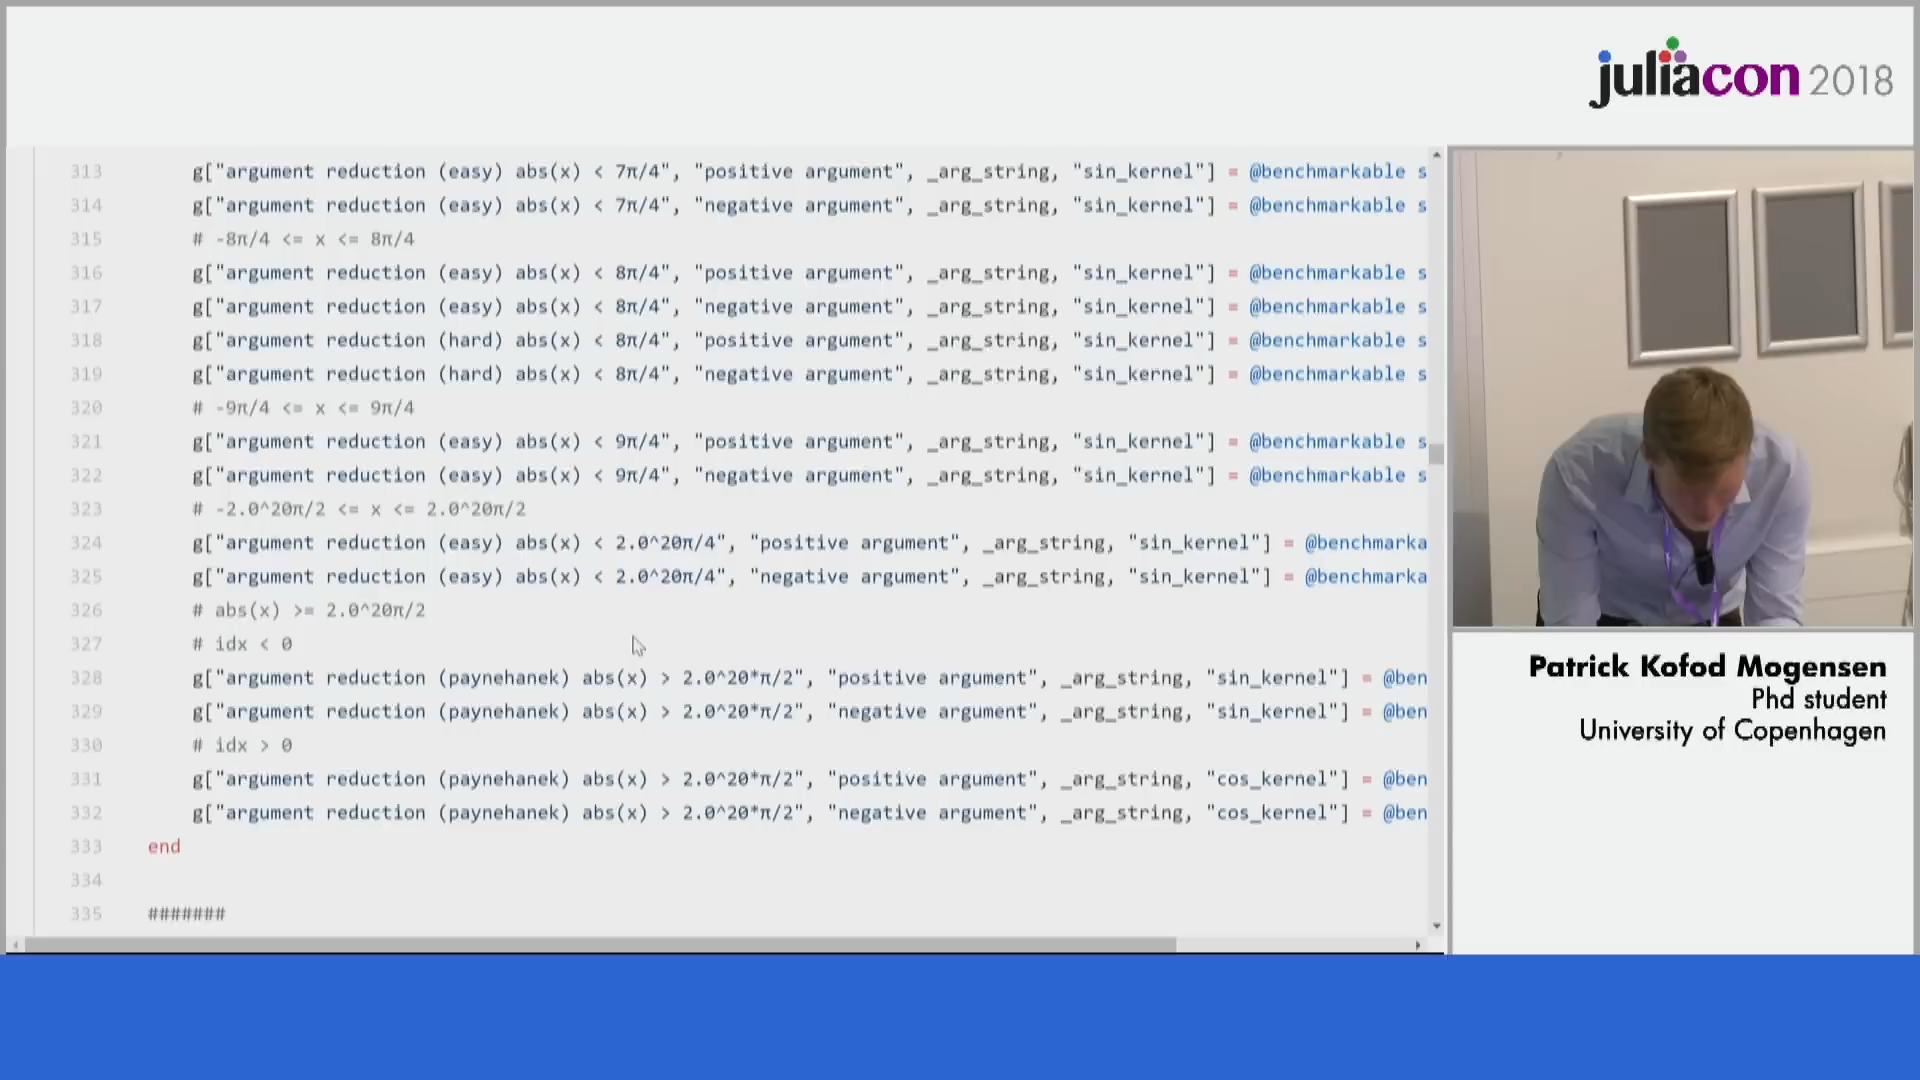 juliacon 2018
313 g["argument reduction (easy) abs(x) < 7π/4", "positive argument", _arg_string, "sin_kernel"] = @benchmarkable s
314 g["argument reduction (easy) abs(x) < 7π/4", "negative argument", _arg_string, "sin_kernel"] = @benchmarkable s
315 # -8π/4 <= x <= 8π/4
316 g["argument reduction (easy) abs(x) < 8π/4", "positive argument", _arg_string, "sin_kernel"] = @benchmarkable s
317 g["argument reduction (easy) abs(x) < 8π/4", "negative argument", _arg_string, "sin_kernel"] = @benchmarkable s
318 g["argument reduction (hard) abs(x) < 8π/4", "positive argument", _arg_string, "sin_kernel"] = @benchmarkable s
319 g["argument reduction (hard) abs(x) < 8π/4", "negative argument", _arg_string, "sin_kernel"] = @benchmarkable s
320 # -9π/4 <= x <= 9π/4
321 g["argument reduction (easy) abs(x) < 9π/4", "positive argument", _arg_string, "sin_kernel"] = @benchmarkable s
322 g["argument reduction (easy) abs(x) < 9π/4", "negative argument", _arg_string, "sin_kernel"] = @benchmarkable s
323 # -2.0^20π/2 <= x <= 2.0^20π/2
324 g["argument reduction (easy) abs(x) < 2.0^20π/4", "positive argument", _arg_string, "sin_kernel"] = @benchmarka
325 g["argument reduction (easy) abs(x) < 2.0^20π/4", "negative argument", _arg_string, "sin_kernel"] = @benchmarka
326 # abs(x) >= 2.0^20π/2
327 # idx < 0
328 g["argument reduction (paynehanek) abs(x) > 2.0^20*π/2", "positive argument", _arg_string, "sin_kernel"] = @ben
329 g["argument reduction (paynehanek) abs(x) > 2.0^20*π/2", "negative argument", _arg_string, "sin_kernel"] = @ben
330 # idx > 0
331 g["argument reduction (paynehanek) abs(x) > 2.0^20*π/2", "positive argument", _arg_string, "cos_kernel"] = @ben
332 g["argument reduction (paynehanek) abs(x) > 2.0^20*π/2", "negative argument", _arg_string, "cos_kernel"] = @ben
333 end
334
335 #######
Patrick Kofod Mogensen
Phd student
University of Copenhagen